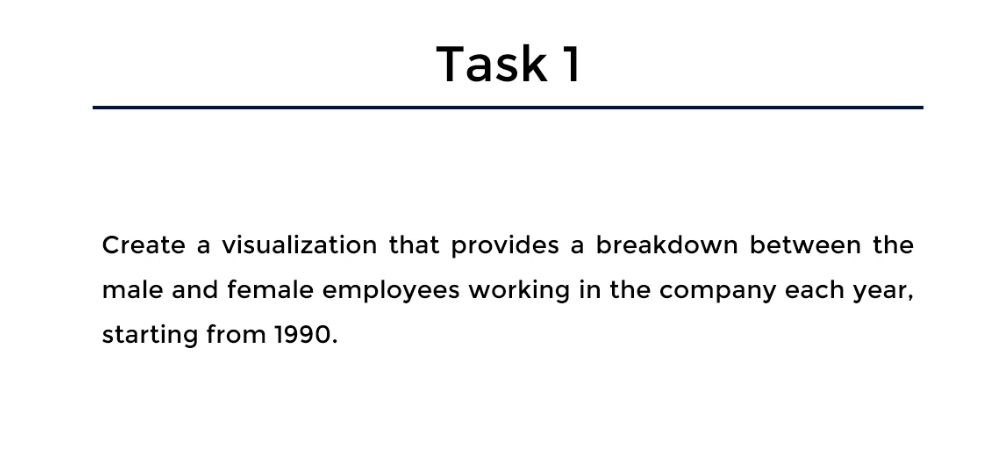 Task 1
Create a visualization that provides a breakdown between the
male and female employees working in the company each year,
starting from 1990.